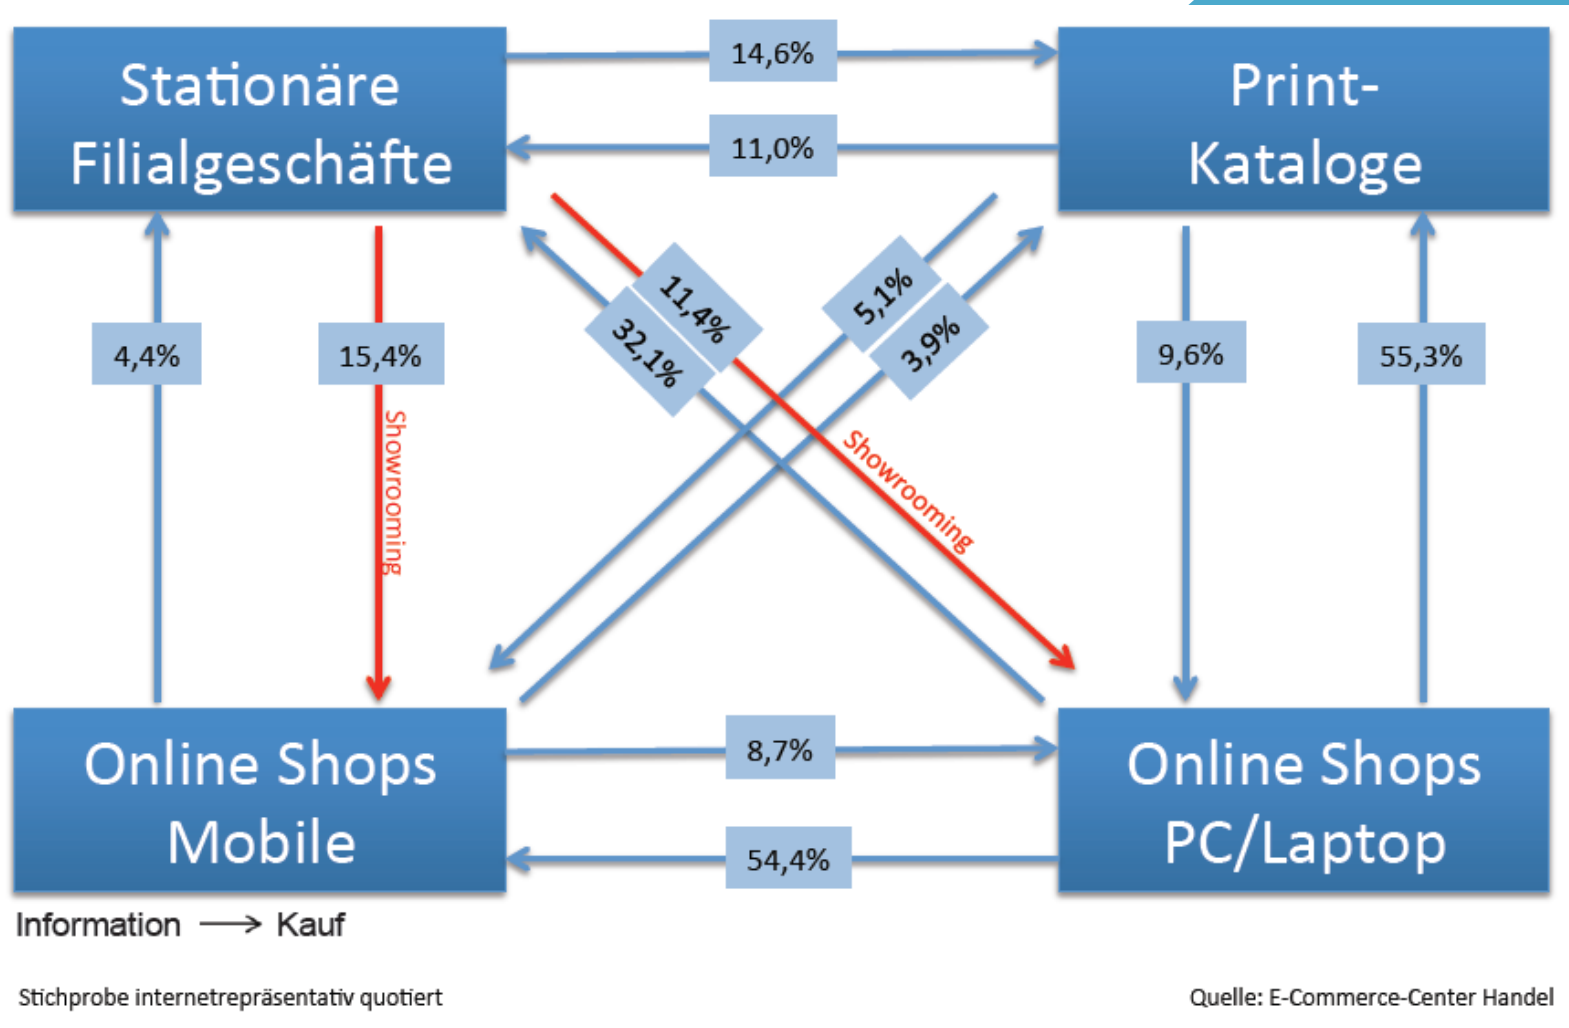 Stationäre
Filialgeschäfte
14,6%
11,0%
Print-
Kataloge
4,4%
15,4%
Showrooming
11,4%
32,1%
5,1%
3,9%
Showrooming
9,6%
55,3%
Online Shops
Mobile
8,7%
54,4%
Online Shops
PC/Laptop
Information → Kauf
Stichprobe internetrepräsentativ quotiert
Quelle: E-Commerce-Center Handel